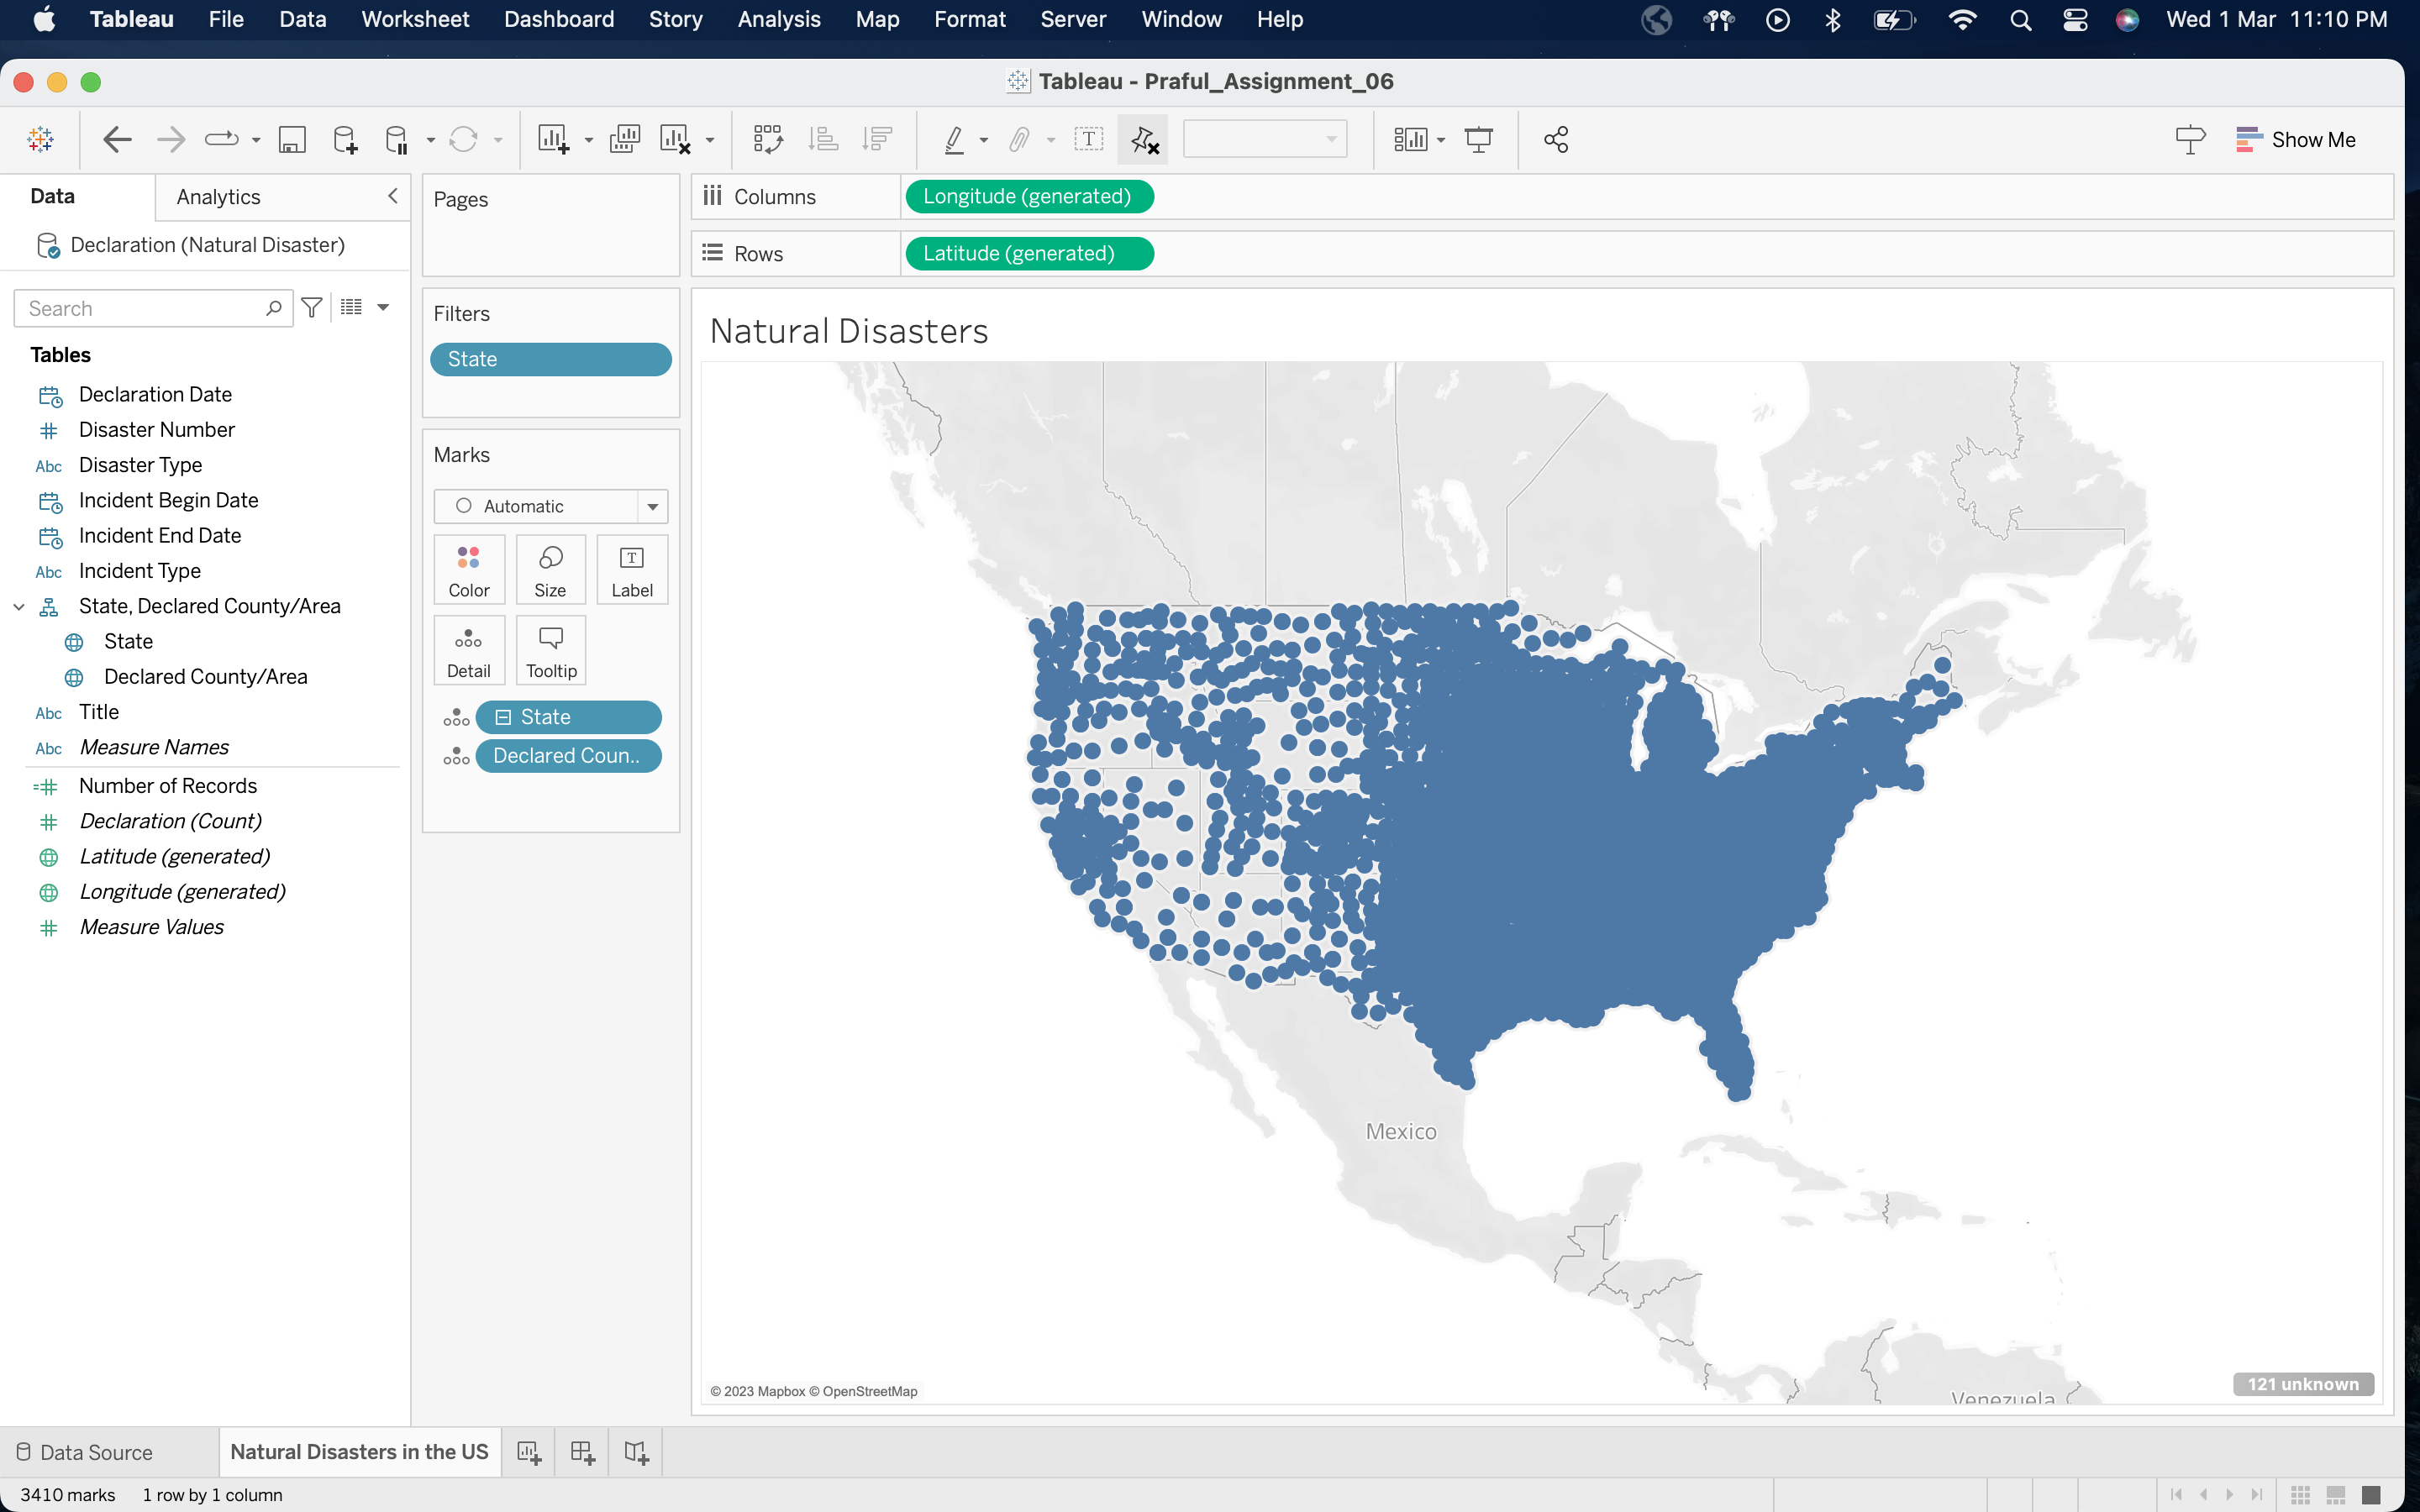 Tableau File Data Worksheet Dashboard Story Analysis Map Format Server Window Help Wed 1 Mar 11:10 PM
Tableau - Praful_Assignment_06
Show Me
Data Analytics
Declaration (Natural Disaster)
Search
Tables
Declaration Date
Disaster Number
Abc Disaster Type
Incident Begin Date
Incident End Date
Abc Incident Type
State, Declared County/Area
State
Declared County/Area
Abc Title
Abc Measure Names
Number of Records
Declaration (Count)
Latitude (generated)
Longitude (generated)
Measure Values
Pages
Filters
State
Marks
Automatic
Color Size Label
Detail Tooltip
State
Declared Coun..
Columns Longitude (generated)
Rows Latitude (generated)
Natural Disasters
Mexico
Venezuela
© 2023 Mapbox © OpenStreetMap
121 unknown
Data Source Natural Disasters in the US
3410 marks 1 row by 1 column